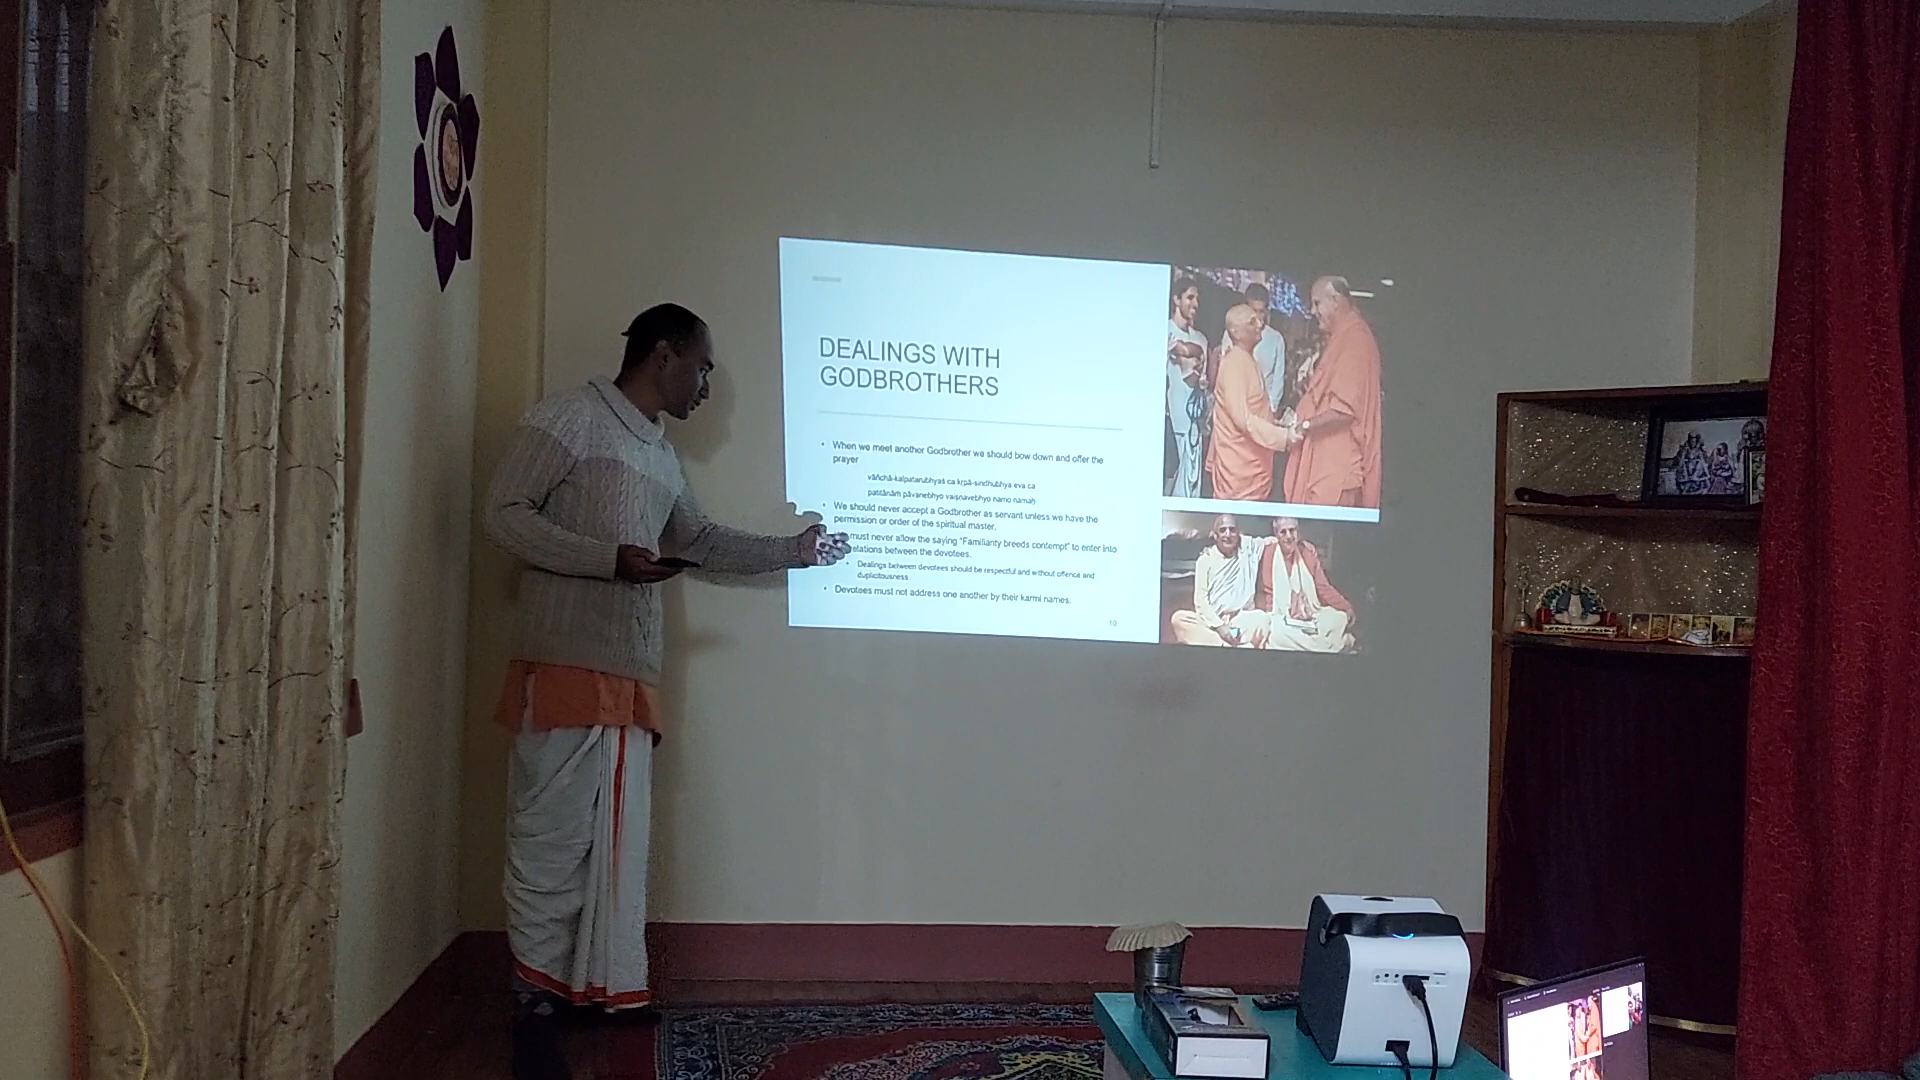 DEALINGS WITH
GODBROTHERS
• When we meet another Godbrother we should bow down and offer the
prayer
vāñchā-kalpatarubhyaś ca kṛpā-sindhubhya eva ca
patitānāṁ pāvanebhyo vaiṣṇavebhyo namo namaḥ
• We should never accept a Godbrother as servant unless we have the
permission or order of the spiritual master.
must never allow the saying "Familiarity breeds contempt" to enter into
elations between the devotees.
• Dealings between devotees should be respectful and without offence and
duplicitousness.
• Devotees must not address one another by their karmi names.
10